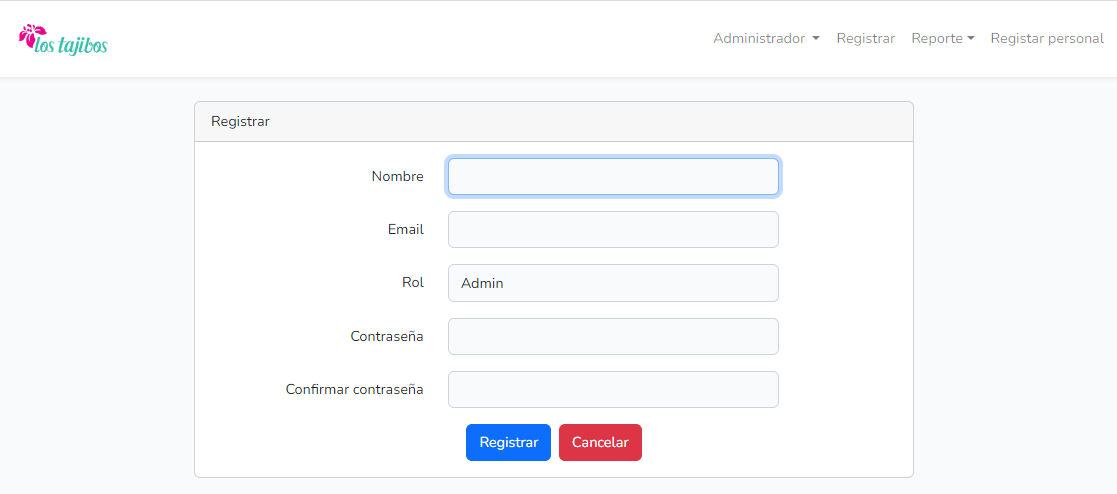 los tajibos
Administrador Registrar Reporte Registar personal
Registrar
Nombre
Email
Rol Admin
Contraseña
Confirmar contraseña
Registrar Cancelar